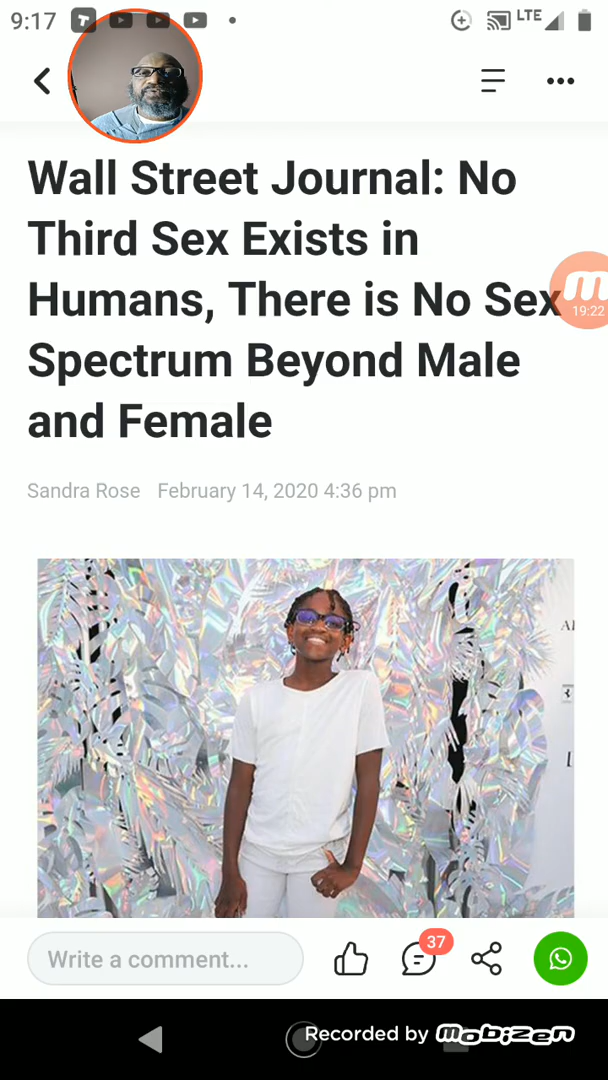 9:17
LTE
Wall Street Journal: No
Third Sex Exists in
Humans, There is No Sex
Spectrum Beyond Male
and Female
19:22
Sandra Rose February 14, 2020 4:36 pm
Write a comment...
37
Recorded by mobizen